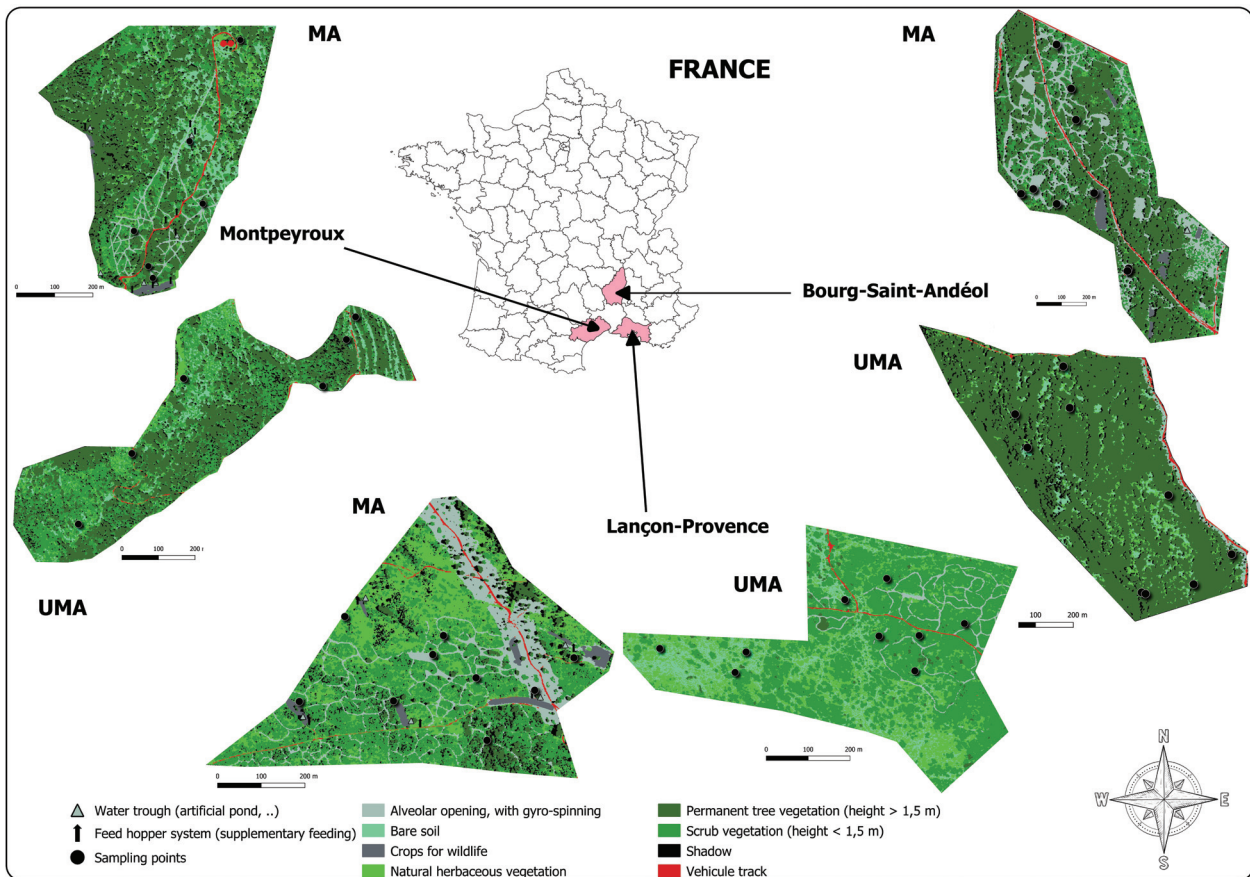 MA
FRANCE
MA
Montpeyroux
Bourg-Saint-Andéol
0 100 200 m
0 100 200 m
UMA
0 100 200 m
MA
Lançon-Provence
UMA
UMA
100 200 m
0 100 200 m
0 100 200 m
N
W
E
S
Water trough (artificial pond, ..)
Feed hopper system (supplementary feeding)
Sampling points
Alveolar opening, with gyro-spinning
Bare soil
Crops for wildlife
Natural herbaceous vegetation
Permanent tree vegetation (height > 1,5 m)
Scrub vegetation (height < 1,5 m)
Shadow
Vehicule track